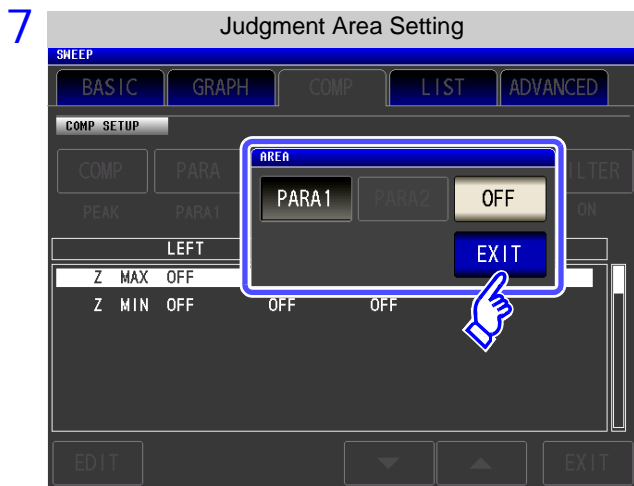 7
Judgment Area Setting
SWEEP
BASIC GRAPH COMP LIST ADVANCED
COMP SETUP
COMP PARA LTER
PEAK PARA1 ON
AREA
PARA1 PARA2 OFF
EXIT
LEFT
Z MAX OFF
Z MIN OFF OFF OFF
EDIT EXIT